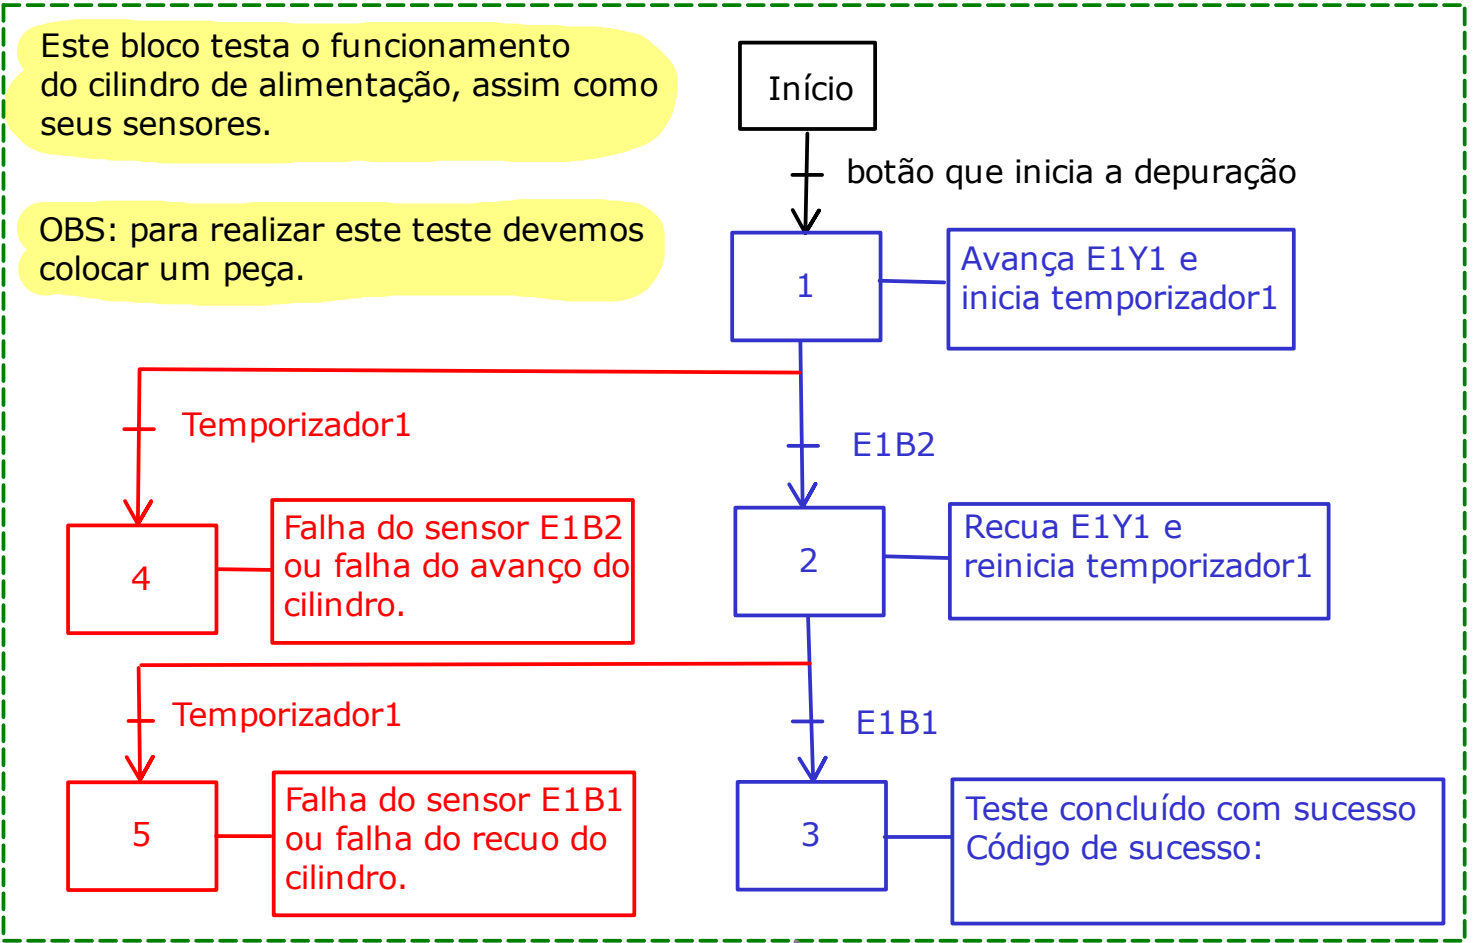 Este bloco testa o funcionamento
do cilindro de alimentação, assim como
seus sensores.
Início
botão que inicia a depuração
OBS: para realizar este teste devemos
colocar um peça.
1
Avança E1Y1 e
inicia temporizador1
Temporizador1
E1B2
4
Falha do sensor E1B2
ou falha do avanço do
cilindro.
2
Recua E1Y1 e
reinicia temporizador1
Temporizador1
E1B1
5
Falha do sensor E1B1
ou falha do recuo do
cilindro.
3
Teste concluído com sucesso
Código de sucesso: